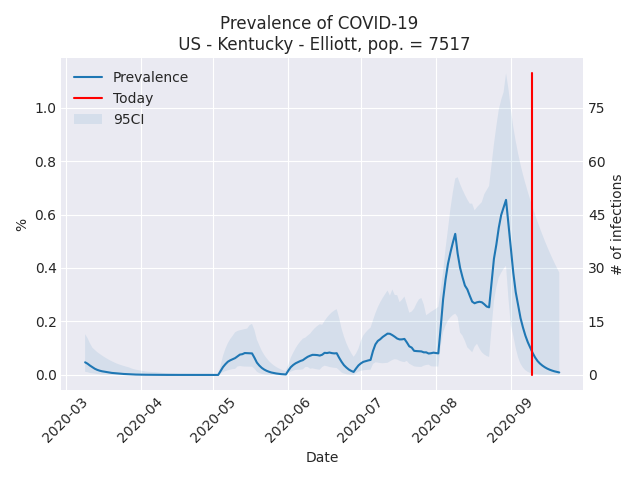 Prevalence of COVID-19
US - Kentucky - Elliott, pop. = 7517
Prevalence
Today
95CI
1.0
0.8
0.6
0.4
0.2
0.0
%
75
60
45
30
15
0
# of infections
2020-03
2020-04
2020-05
2020-06
2020-07
2020-08
2020-09
Date